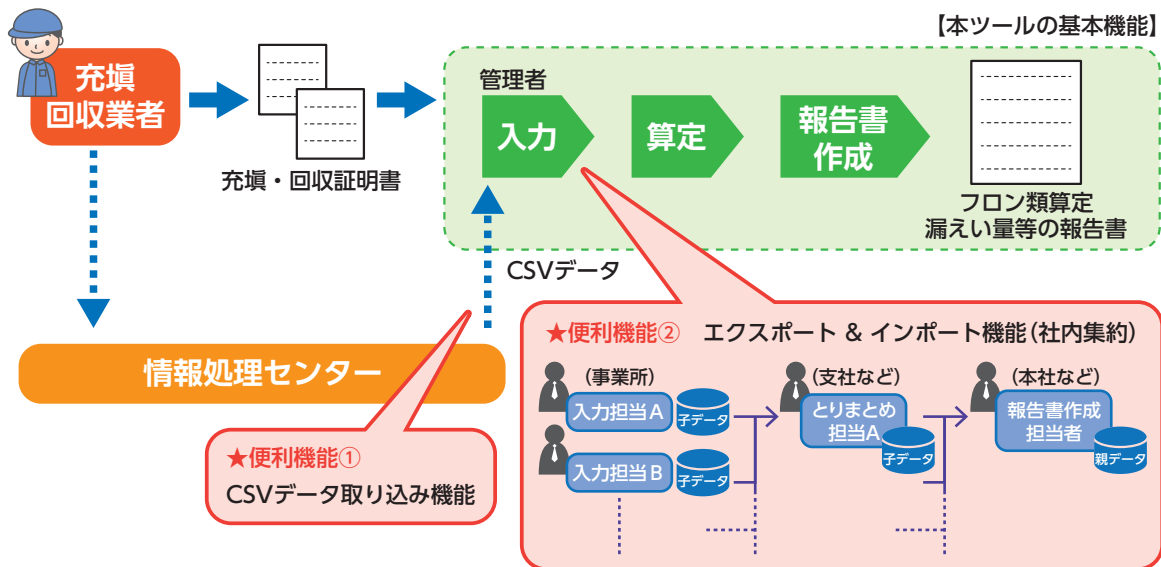 【本ツールの基本機能】
充塡
回収業者
充塡・回収証明書
管理者
入力
算定
報告書
作成
フロン類算定
漏えい量等の報告書
CSVデータ
情報処理センター
★便利機能①
CSVデータ取り込み機能
★便利機能② エクスポート & インポート機能(社内集約)
(事業所)
入力担当A
子データ
入力担当B
子データ
(支社など)
とりまとめ
担当A
子データ
(本社など)
報告書作成
担当者
親データ